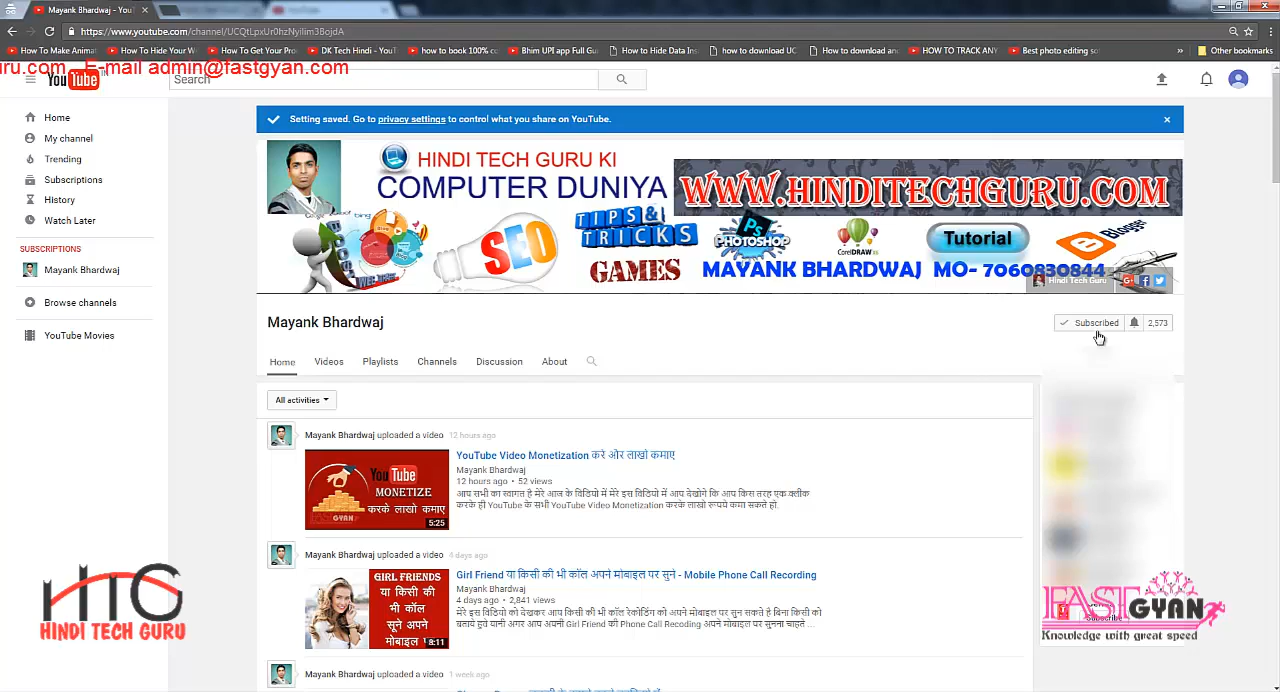 Mayank Bhardwaj - YouT
https://www.youtube.com/channel/UCQtLpxUr0hzNyilim3BojdA
How To Make Animat
How To Hide Your W
How To Get Your Pro
DK Tech Hindi - YouT
how to book 100% co
Bhim UPI app Full Gu
How to Hide Data Insi
how to download UC
How to download and
HOW TO TRACK ANY
Best photo editing so
»
Other bookmarks
ru.com E-mail admin@fastgyan.com
YouTube IN
Search
Home
My channel
Trending
Subscriptions
History
Watch Later
SUBSCRIPTIONS
Mayank Bhardwaj
Browse channels
YouTube Movies
Setting saved. Go to privacy settings to control what you share on YouTube.
HINDI TECH GURU KI
COMPUTER DUNIYA
WWW.HINDITECHGURU.COM
SEO
TIPS &
TRICKS
GAMES
Ps
PHOTOSHOP
CorelDRAW
Tutorial
Blogger
MAYANK BHARDWAJ MO- 7060830844
Hindi Tech Guru
Mayank Bhardwaj
Subscribed
2,573
Home
Videos
Playlists
Channels
Discussion
About
All activities
Mayank Bhardwaj uploaded a video 12 hours ago
YouTube
MONETIZE
करके लाखो कमाए
FASTGYAN
5:25
YouTube Video Monetization करे और लाखो कमाए
Mayank Bhardwaj
12 hours ago • 52 views
आप सभी का स्वागत है मेरे आज के विडियो में मेरे इस विडियो में आप देखोगे कि आप किस तरह एक क्लीक
करके ही YouTube के सभी YouTube Video Monetization करके लाखो रूपये कमा सकते हो.
Mayank Bhardwaj uploaded a video 4 days ago
GIRL FRIENDS
या किसी की
भी कॉल
सुने अपने
मोबाइल पर
8:11
Girl Friend या किसी की भी कॉल अपने मोबाइल पर सुने - Mobile Phone Call Recording
Mayank Bhardwaj
4 days ago • 2,841 views
मेरे इस विडियो को देखकर आप किसी की भी कॉल रेकोर्डिंग को अपने मोबाइल पर सुन सकते है बिना किसी को
बताये हुये यानी अगर आप अपनी Girl Friend की Phone Call Recoding अपने मोबाइल पर सुनना चाहते ...
Mayank Bhardwaj uploaded a video 1 week ago
HTG
HINDI TECH GURU
FASTGYAN
Knowledge with great speed
Subscribe